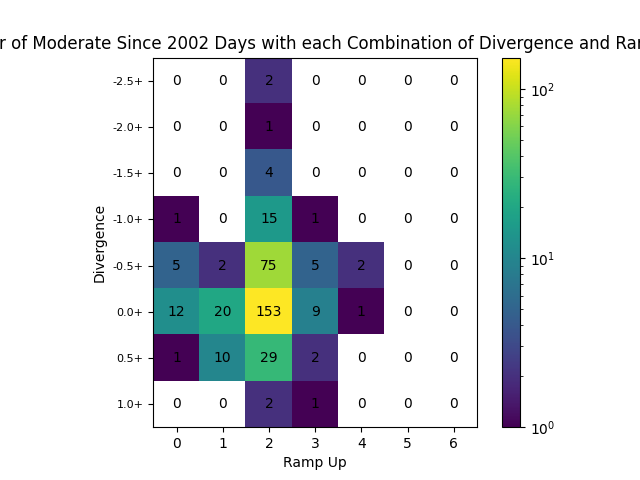 r of Moderate Since 2002 Days with each Combination of Divergence and Ra
-2.5+ 0 0 2 0 0 0 0
-2.0+ 0 0 1 0 0 0 0
-1.5+ 0 0 4 0 0 0 0
-1.0+ 1 0 15 1 0 0 0
-0.5+ 5 2 75 5 2 0 0
0.0+ 12 20 153 9 1 0 0
0.5+ 1 10 29 2 0 0 0
1.0+ 0 0 2 1 0 0 0
0 1 2 3 4 5 6
Ramp Up
Divergence
10²
10¹
10⁰